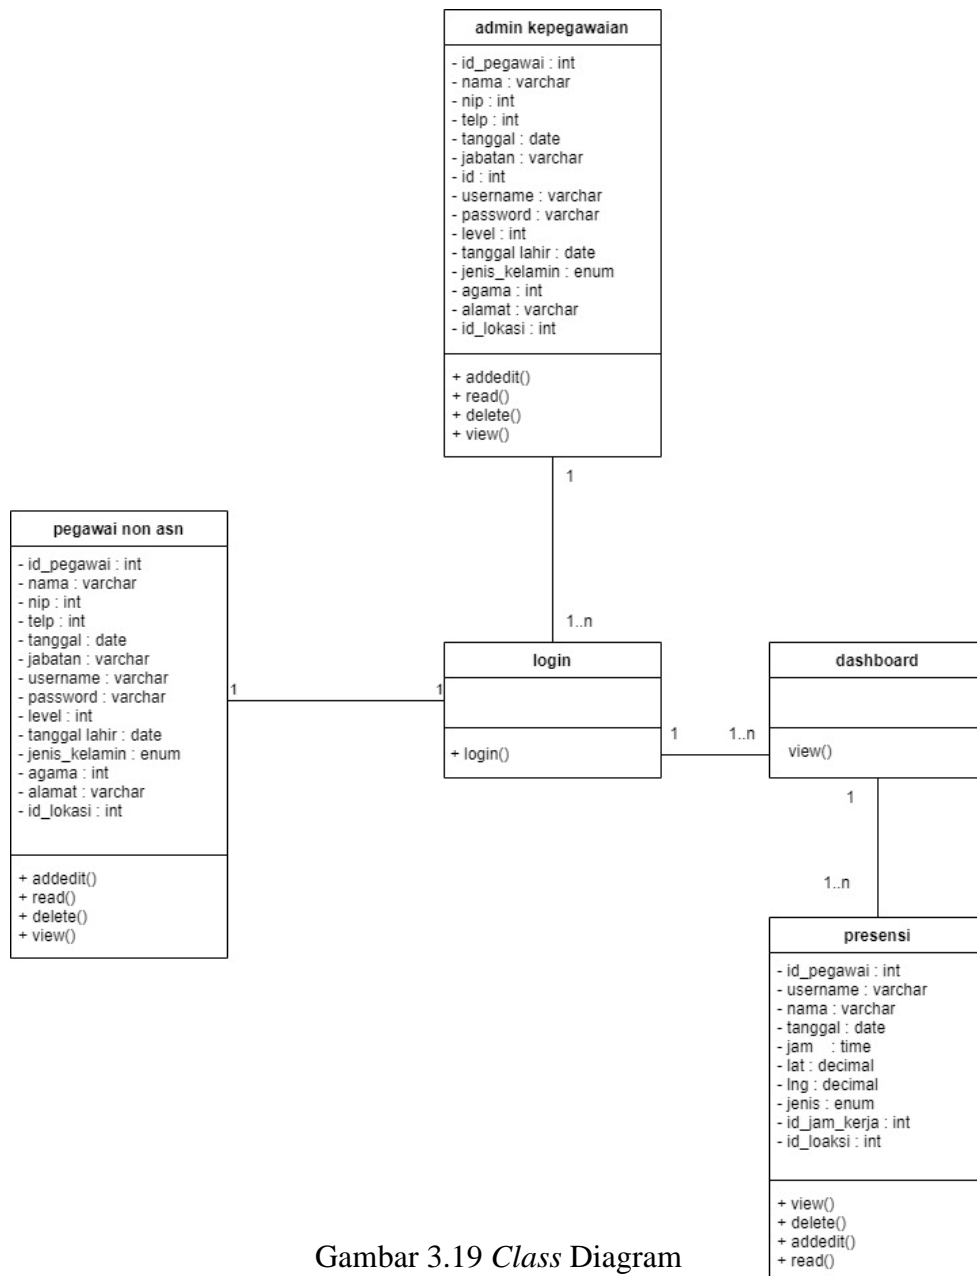 admin kepegawaian
- id_pegawai : int
- nama : varchar
- nip : int
- telp : int
- tanggal : date
- jabatan : varchar
- id : int
- username : varchar
- password : varchar
- level : int
- tanggal lahir : date
- jenis_kelamin : enum
- agama : int
- alamat : varchar
- id_lokasi : int
+ addedit()
+ read()
+ delete()
+ view()
1
1..n
pegawai non asn
- id_pegawai : int
- nama : varchar
- nip : int
- telp : int
- tanggal : date
- jabatan : varchar
- username : varchar
- password : varchar
- level : int
- tanggal lahir : date
- jenis_kelamin : enum
- agama : int
- alamat : varchar
- id_lokasi : int
+ addedit()
+ read()
+ delete()
+ view()
1
1
login
+ login()
1
1..n
dashboard
view()
1
1..n
presensi
- id_pegawai : int
- username : varchar
- nama : varchar
- tanggal : date
- jam : time
- lat : decimal
- lng : decimal
- jenis : enum
- id_jam_kerja : int
- id_loaksi : int
+ view()
+ delete()
+ addedit()
+ read()
Gambar 3.19 Class Diagram